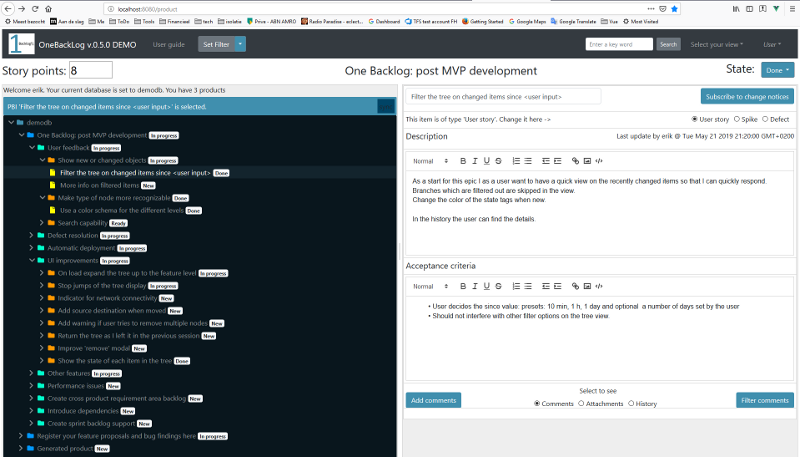 localhost:8080/product
Meest bezocht
Aan de slag
Ma
Tools
Financieel
tech
isolatie
Prive - ABN AMRO
Radio Paradise - eclect...
Dashboard
TFS text account FH
Getting Started
Google Maps
Google Translate
Vue
Most Visited
1
Backlog's
OneBackLog v.0.5.0 DEMO
User guide
Set Filter
Enter a key word
Search
Select your view
User
Story points: 8
One Backlog: post MVP development
State: Done
Welcome erik. Your current database is set to demodb. You have 3 products
PBI 'Filter the tree on changed items since <user input>' is selected.
demodb
One Backlog: post MVP development In progress
User feedback In progress
Show new or changed objects In progress
Filter the tree on changed items since <user input> Done
More info on filtered items New
Make type of node more recognizable Done
Use a color schema for the different levels Done
Search capability Ready
Defect resolution In progress
Automatic deployment In progress
UI improvements In progress
On load expand the tree up to the feature level In progress
Stop jumps of the tree display In progress
Indicator for network connectivity New
Add source destination when moved New
Add warning if user tries to remove multiple nodes New
Return the tree as I left it in the previous session New
Improve 'remove' modal New
Show the state of each item in the tree Done
Other features In progress
Performance issues New
Create cross product requirement area backlog New
Introduce dependencies New
Create sprint backlog support New
Register your feature proposals and bug findings here In progress
Generated product New
Filter the tree on changed items since <user input>
Subscribe to change notices
This item is of type 'User story'. Change it here ->
User story
Spike
Defect
Description
Last update by erik @ Tue May 21 2019 21:20:00 GMT+0200
Normal B I U S
As a start for this epic I as a user want to have a quick view on the recently changed items so that I can quickly respond.
Branches which are filtered out are skipped in the view.
Change the color of the state tags when new
In the history the user can find the details.
Acceptance criteria
Normal B I U S
• User decides the since value: presets: 10 min, 1 h, 1 day and optional a number of days set by the user
• Should not interfere with other filter options on the tree view
Add comments
Select to see
Comments
Attachments
History
Filter comments